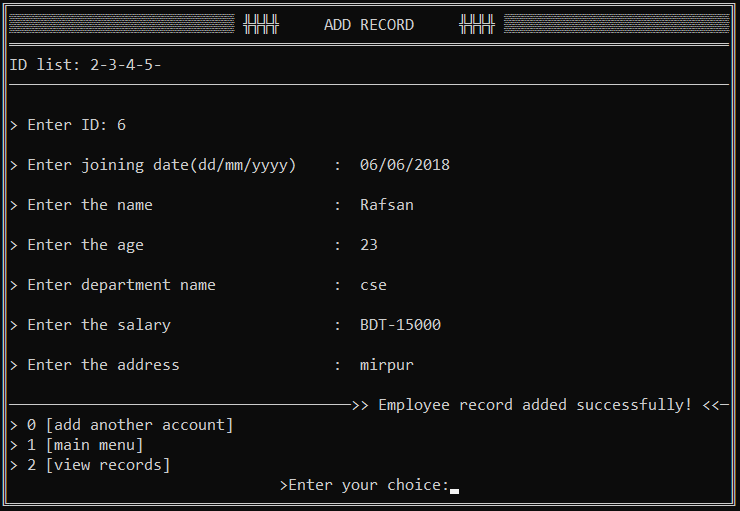 ADD RECORD
ID list: 2-3-4-5-
> Enter ID: 6
> Enter joining date(dd/mm/yyyy) : 06/06/2018
> Enter the name : Rafsan
> Enter the age : 23
> Enter department name : cse
> Enter the salary : BDT-15000
> Enter the address : mirpur
>> Employee record added successfully! <<
> 0 [add another account]
> 1 [main menu]
> 2 [view records]
>Enter your choice: